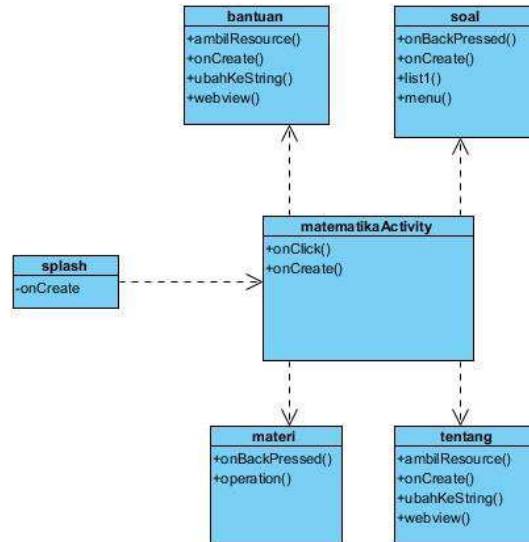 bantuan
+ambilResource()
+onCreate()
+ubahKeString()
+webview()
soal
+onBackPressed()
+onCreate()
+list1()
+menu()
matematikaActivity
+onClick()
+onCreate()
splash
-onCreate
materi
+onBackPressed()
+operation()
tentang
+ambilResource()
+onCreate()
+ubahKeString()
+webview()